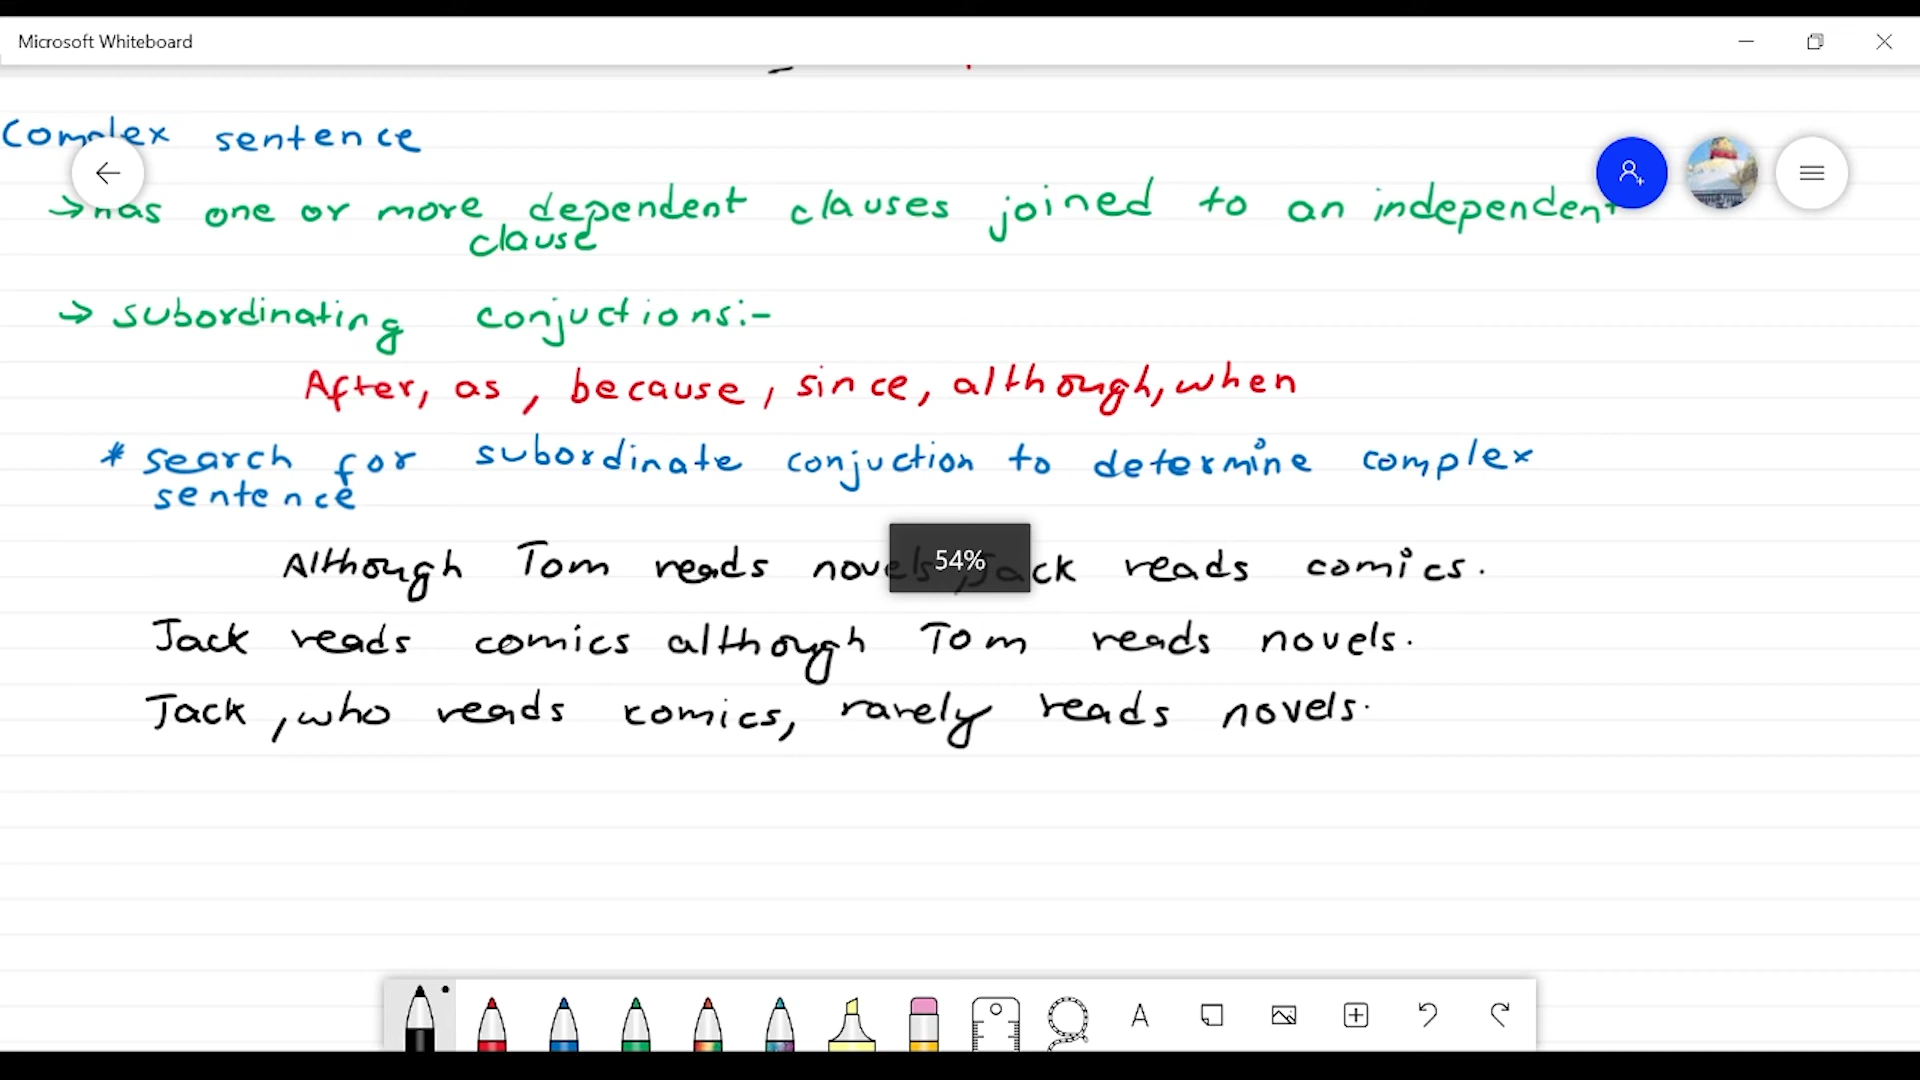 Microsoft Whiteboard
Complex sentence
→ has one or more dependent clauses joined to an independent
clause
→ subordinating conjuctions:-
After, as, because, since, although, when
* search for subordinate conjuction to determine complex
sentence
54%
Although Tom reads novels, Jack reads comics.
Jack reads comics although Tom reads novels.
Jack, who reads comics, rarely reads novels.
A